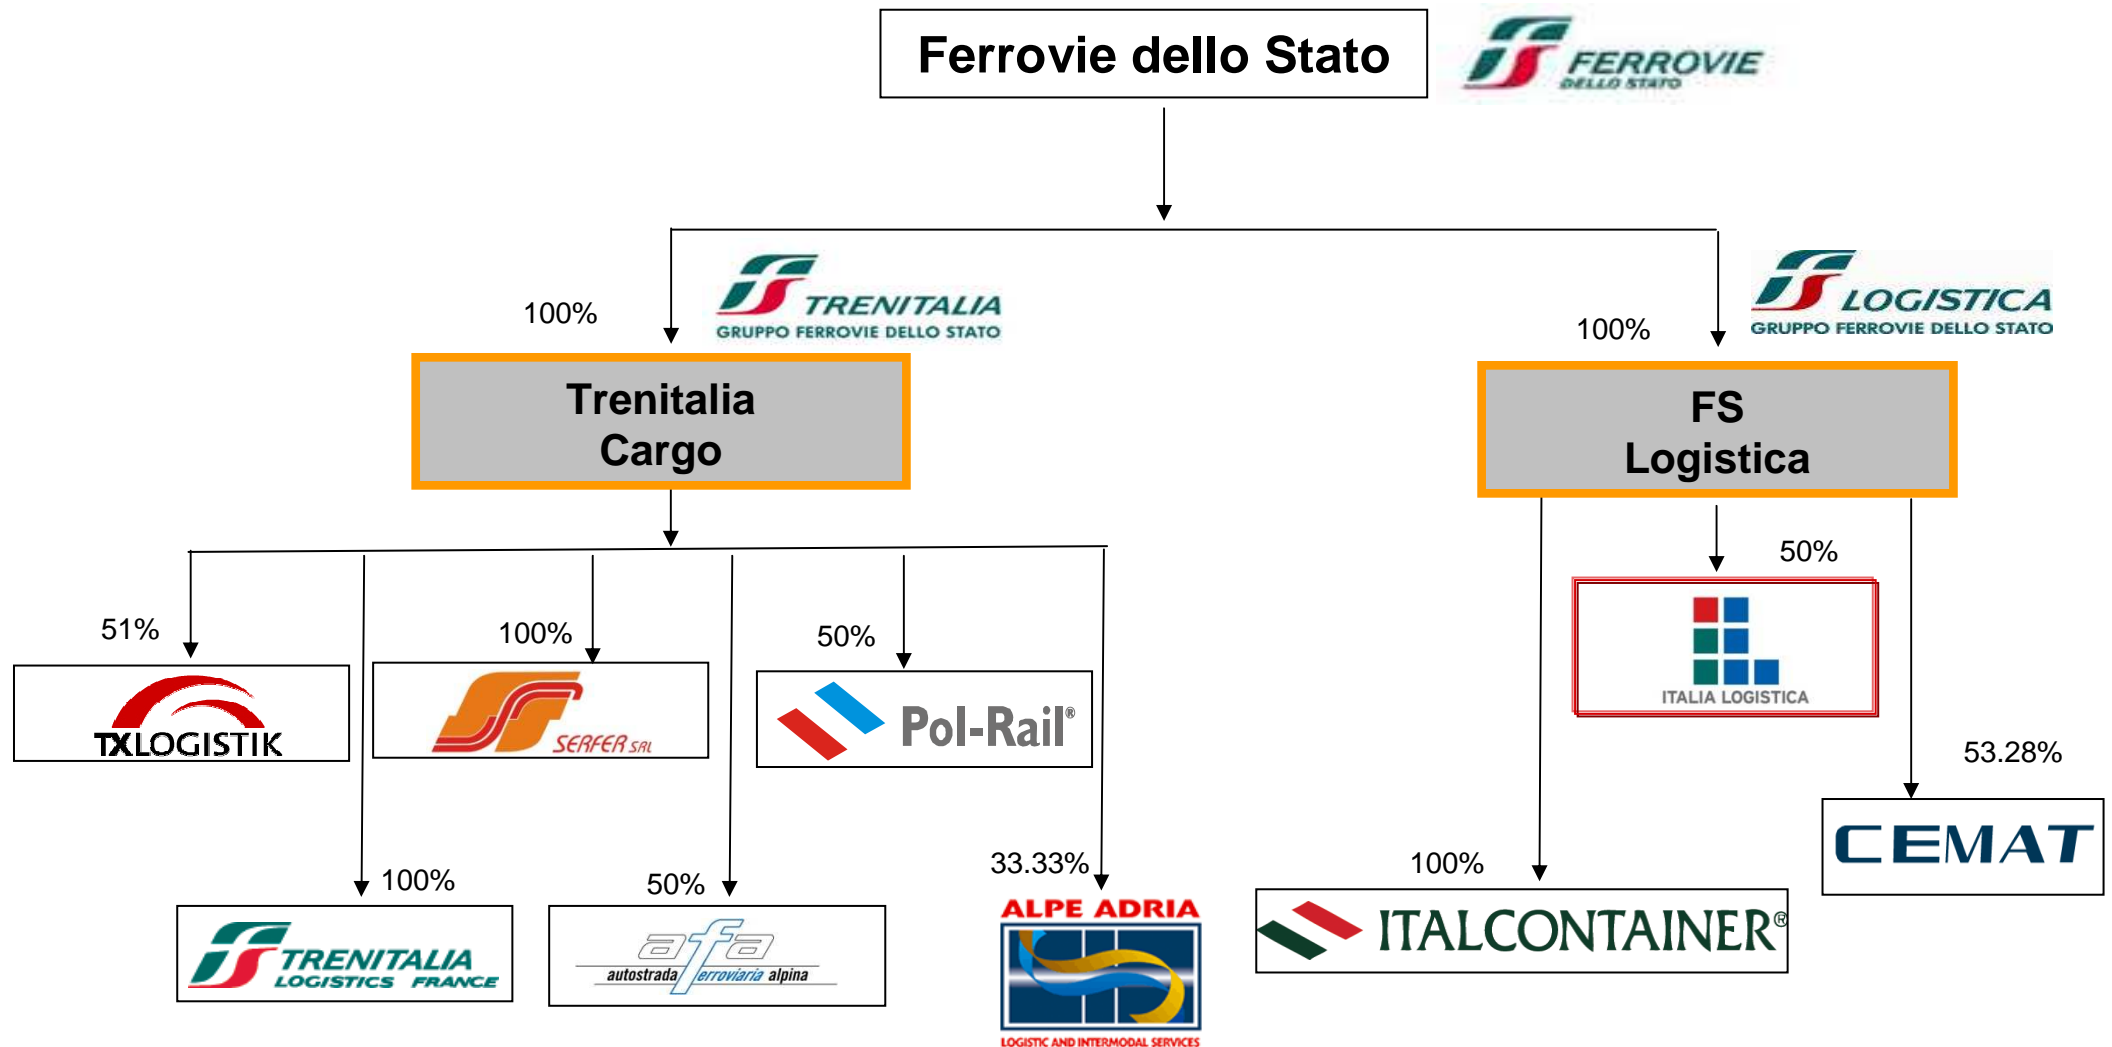 Ferrovie dello Stato
FERROVIE
DELLO STATO
100%
TRENITALIA
GRUPPO FERROVIE DELLO STATO
100%
LOGISTICA
GRUPPO FERROVIE DELLO STATO
Trenitalia
Cargo
FS
Logistica
51%
100%
50%
50%
TXLOGISTIK
SERFER SRL
Pol-Rail®
ITALIA LOGISTICA
53.28%
CEMAT
100%
50%
33.33%
100%
TRENITALIA
LOGISTICS FRANCE
afa
autostrada ferroviaria alpina
ALPE ADRIA
LOGISTIC AND INTERMODAL SERVICES
ITALCONTAINER®